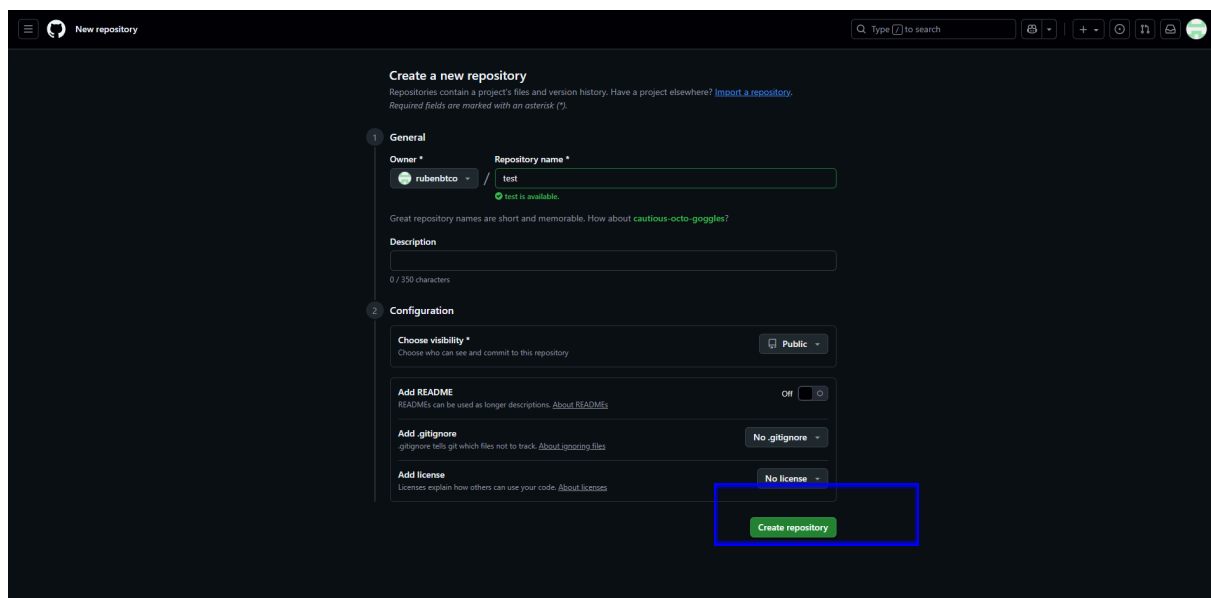 New repository
Type / to search
Create a new repository
Repositories contain a project's files and version history. Have a project elsewhere? Import a repository.
Required fields are marked with an asterisk (*).
1 General
Owner * Repository name *
rubenbtco / test
test is available.
Great repository names are short and memorable. How about cautious-octo-goggles?
Description
0 / 350 characters
2 Configuration
Choose visibility *
Choose who can see and commit to this repository
Public
Add README
READMEs can be used as longer descriptions. About READMEs
Off
Add .gitignore
.gitignore tells git which files not to track. About ignoring files
No .gitignore
Add license
Licenses explain how others can use your code. About licenses
No license
Create repository